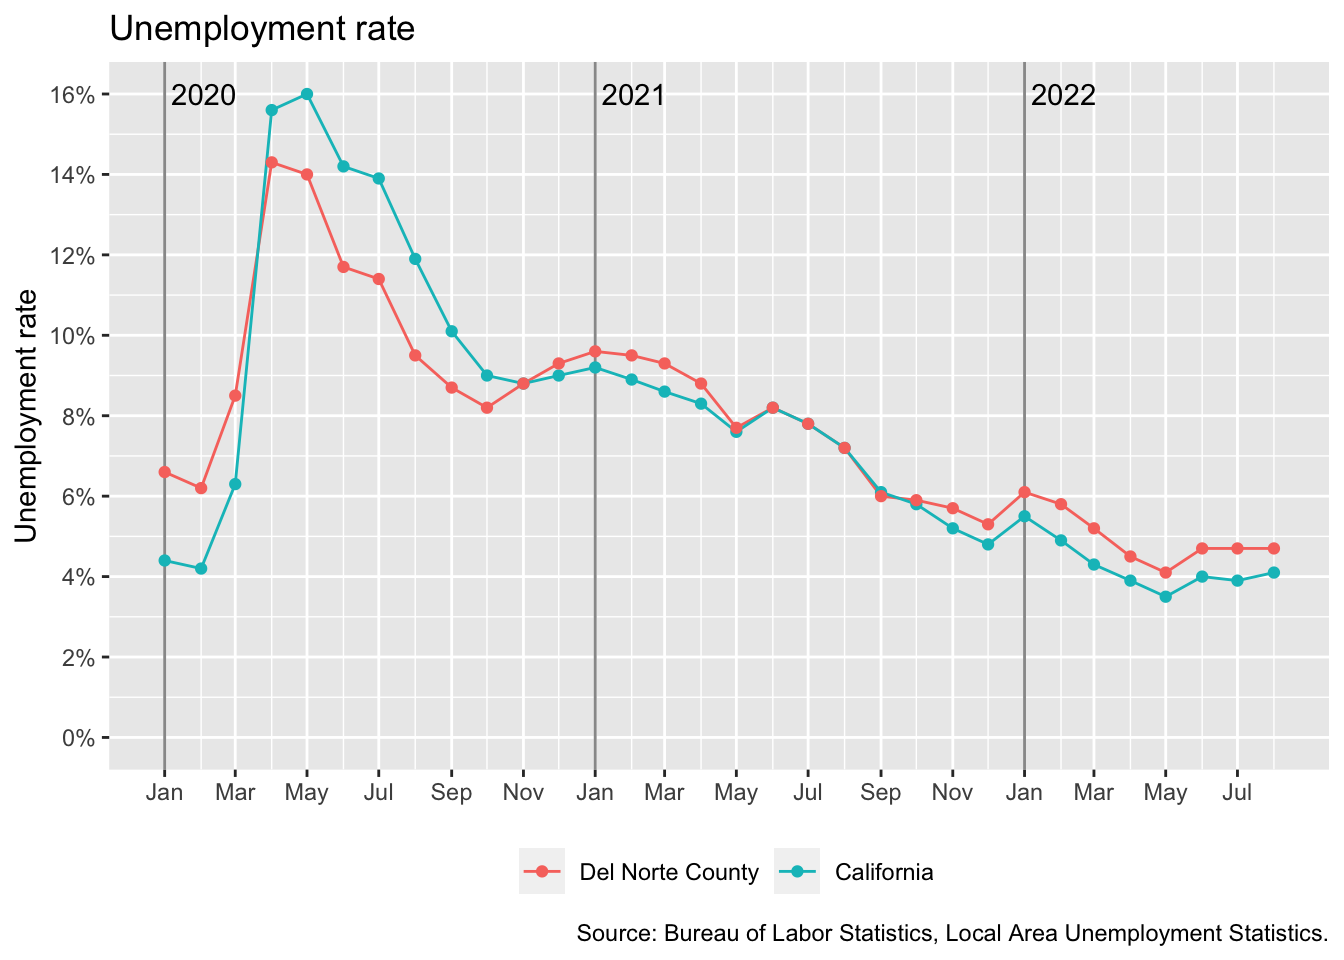 Unemployment rate
2020 2021 2022
16%
14%
12%
10%
8%
6%
4%
2%
0%
Unemployment rate
Jan Mar May Jul Sep Nov Jan Mar May Jul Sep Nov Jan Mar May Jul
Del Norte County California
Source: Bureau of Labor Statistics, Local Area Unemployment Statistics.